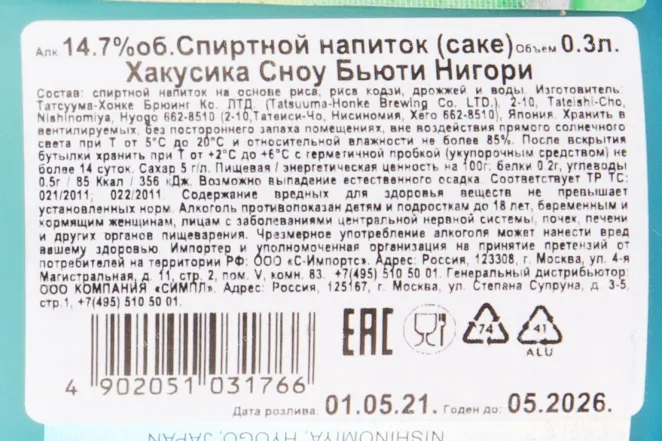 Алк 14.7%об. Спиртной напиток (саке) Объем 0.3л.
Хакусика Сноу Бьюти Нигори
Состав: спиртной напиток на основе риса, риса кодзи, дрожжей и воды. Изготовитель:
Татсуума-Хонке Брюинг Ко. ЛТД. (Tatsuuma-Honke Brewing Co. LTD.), 2-10, Tateishi-Cho,
Nishinomiya, Hyogo 662-8510 (2-10,Татеиси-Чо, Нисиномия, Хего 662-8510), Япония. Хранить в
вентилируемых, без постороннего запаха помещениях, вне воздействия прямого солнечного
света при Т от 5°С до 20°С и относительной влажности не более 85%. После вскрытия
бутылки хранить при Т от +2°С до +6°С с герметичной пробкой (укупорочным средством) не
более 14 суток. Сахар 5 г/л. Пищевая / энергетическая ценность на 100г: белки 0.2г, углеводы
0.5г / 85 Ккал / 356 кДж. Возможно выпадение естественного осадка. Соответствует ТР ТС:
021/2011; 022/2011 Содержание вредных для здоровья веществ не превышает
установленных норм. Алкоголь противопоказан детям и подросткам до 18 лет, беременным и
кормящим женщинам, лицам с заболеваниями центральной нервной системы, почек, печени
и других органов пищеварения. Чрезмерное употребление алкоголя может нанести вред
вашему здоровью. Импортер и уполномоченная организация на принятие претензий от
потребителей на территории РФ: ООО «С-Импортс». Адрес: Россия, 123308, г. Москва, ул. 4-я
Магистральная, д. 11, стр. 2, пом. V, комн. 83. +7(495) 510 50 01. Генеральный дистрибьютор:
ООО КОМПАНИЯ «СИМПЛ». Адрес: Россия, 125167, г. Москва, ул. Степана Супруна, д. 3-5,
стр.1, +7(495) 510 50 01.
EAC 74 41
ALU
4 902051 031766
Дата розлива: 01.05.21. Годен до: 05.2026.
NISHINOMIYA, HYOGO, JAPAN